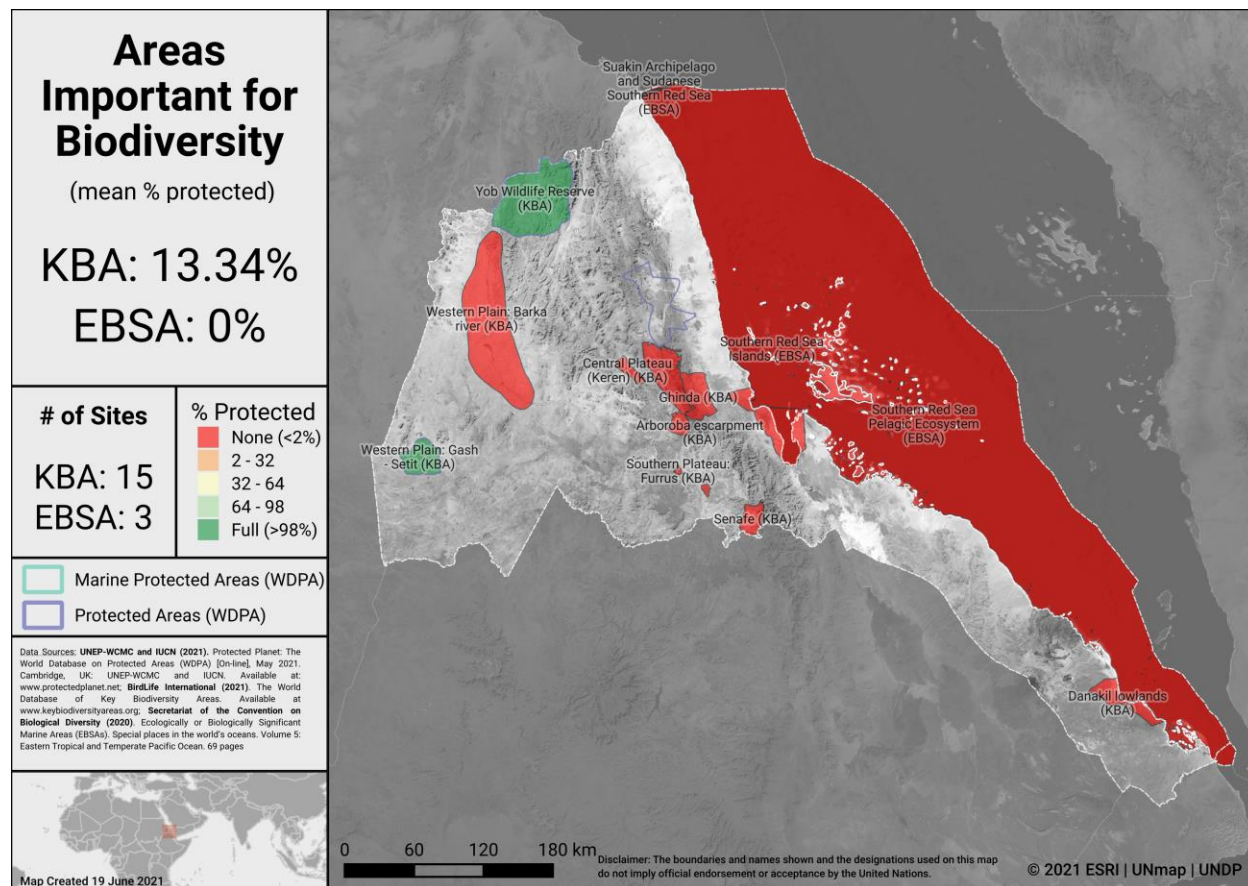 Areas
Important for
Biodiversity
(mean % protected)
KBA: 13.34%
EBSA: 0%
# of Sites
KBA: 15
EBSA: 3
% Protected
None (<2%)
2 - 32
32 - 64
64 - 98
Full (>98%)
Marine Protected Areas (WDPA)
Protected Areas (WDPA)
Data Sources: UNEP-WCMC and IUCN (2021). Protected Planet: The
World Database on Protected Areas (WDPA) [On-line], May 2021.
Cambridge, UK: UNEP-WCMC and IUCN. Available at:
www.protectedplanet.net; BirdLife International (2021). The World
Database of Key Biodiversity Areas. Available at
www.keybiodiversityareas.org; Secretariat of the Convention on
Biological Diversity (2020). Ecologically or Biologically Significant
Marine Areas (EBSAs). Special places in the world's oceans. Volume 5:
Eastern Tropical and Temperate Pacific Ocean. 69 pages
Map Created 19 June 2021
Suakin Archipelago
and Sudanese
Southern Red Sea
(EBSA)
Yob Wildlife Reserve
(KBA)
Western Plain: Barka
river (KBA)
Southern Red Sea
Islands (EBSA)
Central Plateau
(Keren) (KBA)
Ghinda (KBA)
Southern Red Sea
Pelagic Ecosystem
(EBSA)
Arboroba escarpment
(KBA)
Western Plain: Gash
- Setit (KBA)
Southern Plateau:
Furrus (KBA)
Senafe (KBA)
Danakil lowlands
(KBA)
0 60 120 180 km
Disclaimer: The boundaries and names shown and the designations used on this map
do not imply official endorsement or acceptance by the United Nations.
© 2021 ESRI | UNmap | UNDP